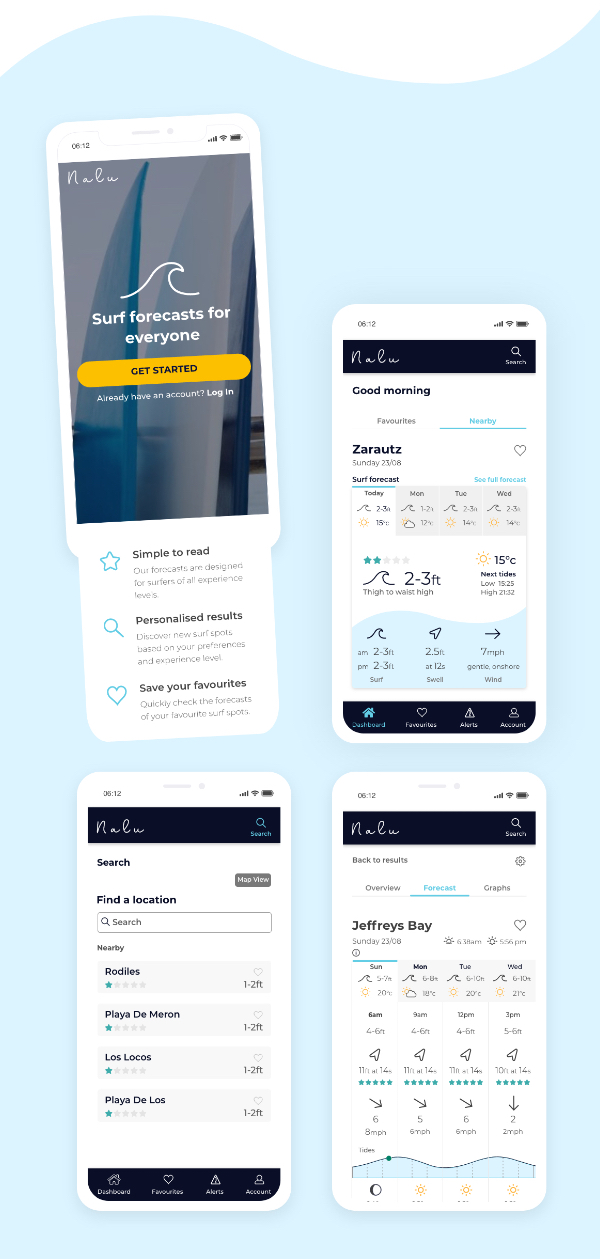 06:12
Nalu
Surf forecasts for
everyone
GET STARTED
Already have an account? Log In
Simple to read
Our forecasts are designed
for surfers of all experience
levels.
Personalised results
Discover new surf spots
based on your preferences
and experience level.
Save your favourites
Quickly check the forecasts
of your favourite surf spots.
06:12
Nalu
Search
Good morning
Favourites Nearby
Zarautz
Sunday 23/08
Surf forecast See full forecast
Today Mon Tue Wed
2-3ft 1-2ft 2-3ft 2-3ft
15°c 12°c 14°c 14°c
15°c
2-3ft Next tides
Low 15:25
Thigh to waist high High 21:32
am 2-3ft 2.5ft 7mph
pm 2-3ft at 12s gentle, onshore
Surf Swell Wind
Dashboard Favourites Alerts Account
06:12
Nalu
Search
Search
Map View
Find a location
Search
Nearby
Rodiles
1-2ft
Playa De Meron
1-2ft
Los Locos
1-2ft
Playa De Los
1-2ft
Dashboard Favourites Alerts Account
06:12
Nalu
Search
Back to results
Overview Forecast Graphs
Jeffreys Bay
Sunday 23/08 6:38am 5:56 pm
Sun Mon Tue Wed
5-7ft 6-8ft 6-10ft 6-10ft
20°c 18°c 20°c 21°c
6am 9am 12pm 3pm
4-6ft 4-6ft 4-6ft 5-6ft
11ft at 14s 11ft at 14s 11ft at 14s 10ft at 14s
6 5 6 2
8mph 6mph 6mph 2mph
Tides